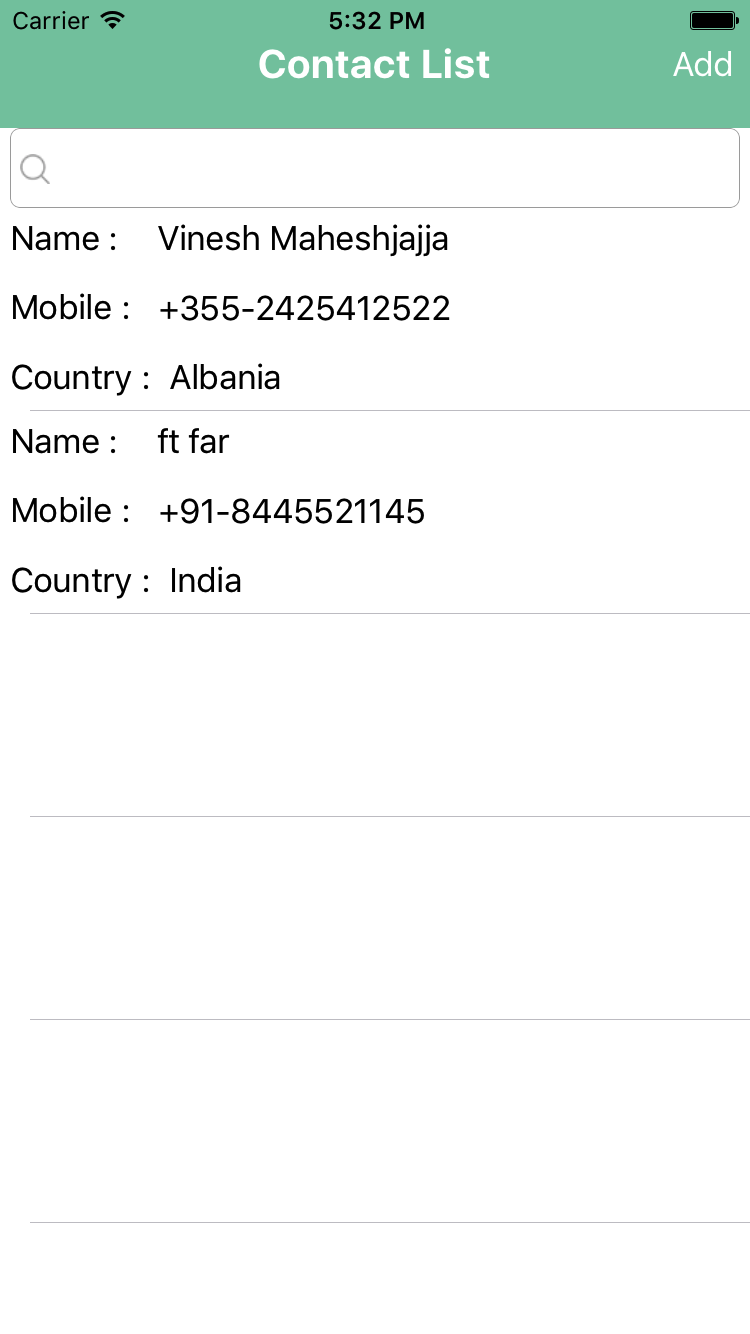 Carrier 5:32 PM
Contact List Add
Name : Vinesh Maheshjajja
Mobile : +355-2425412522
Country : Albania
Name : ft far
Mobile : +91-8445521145
Country : India